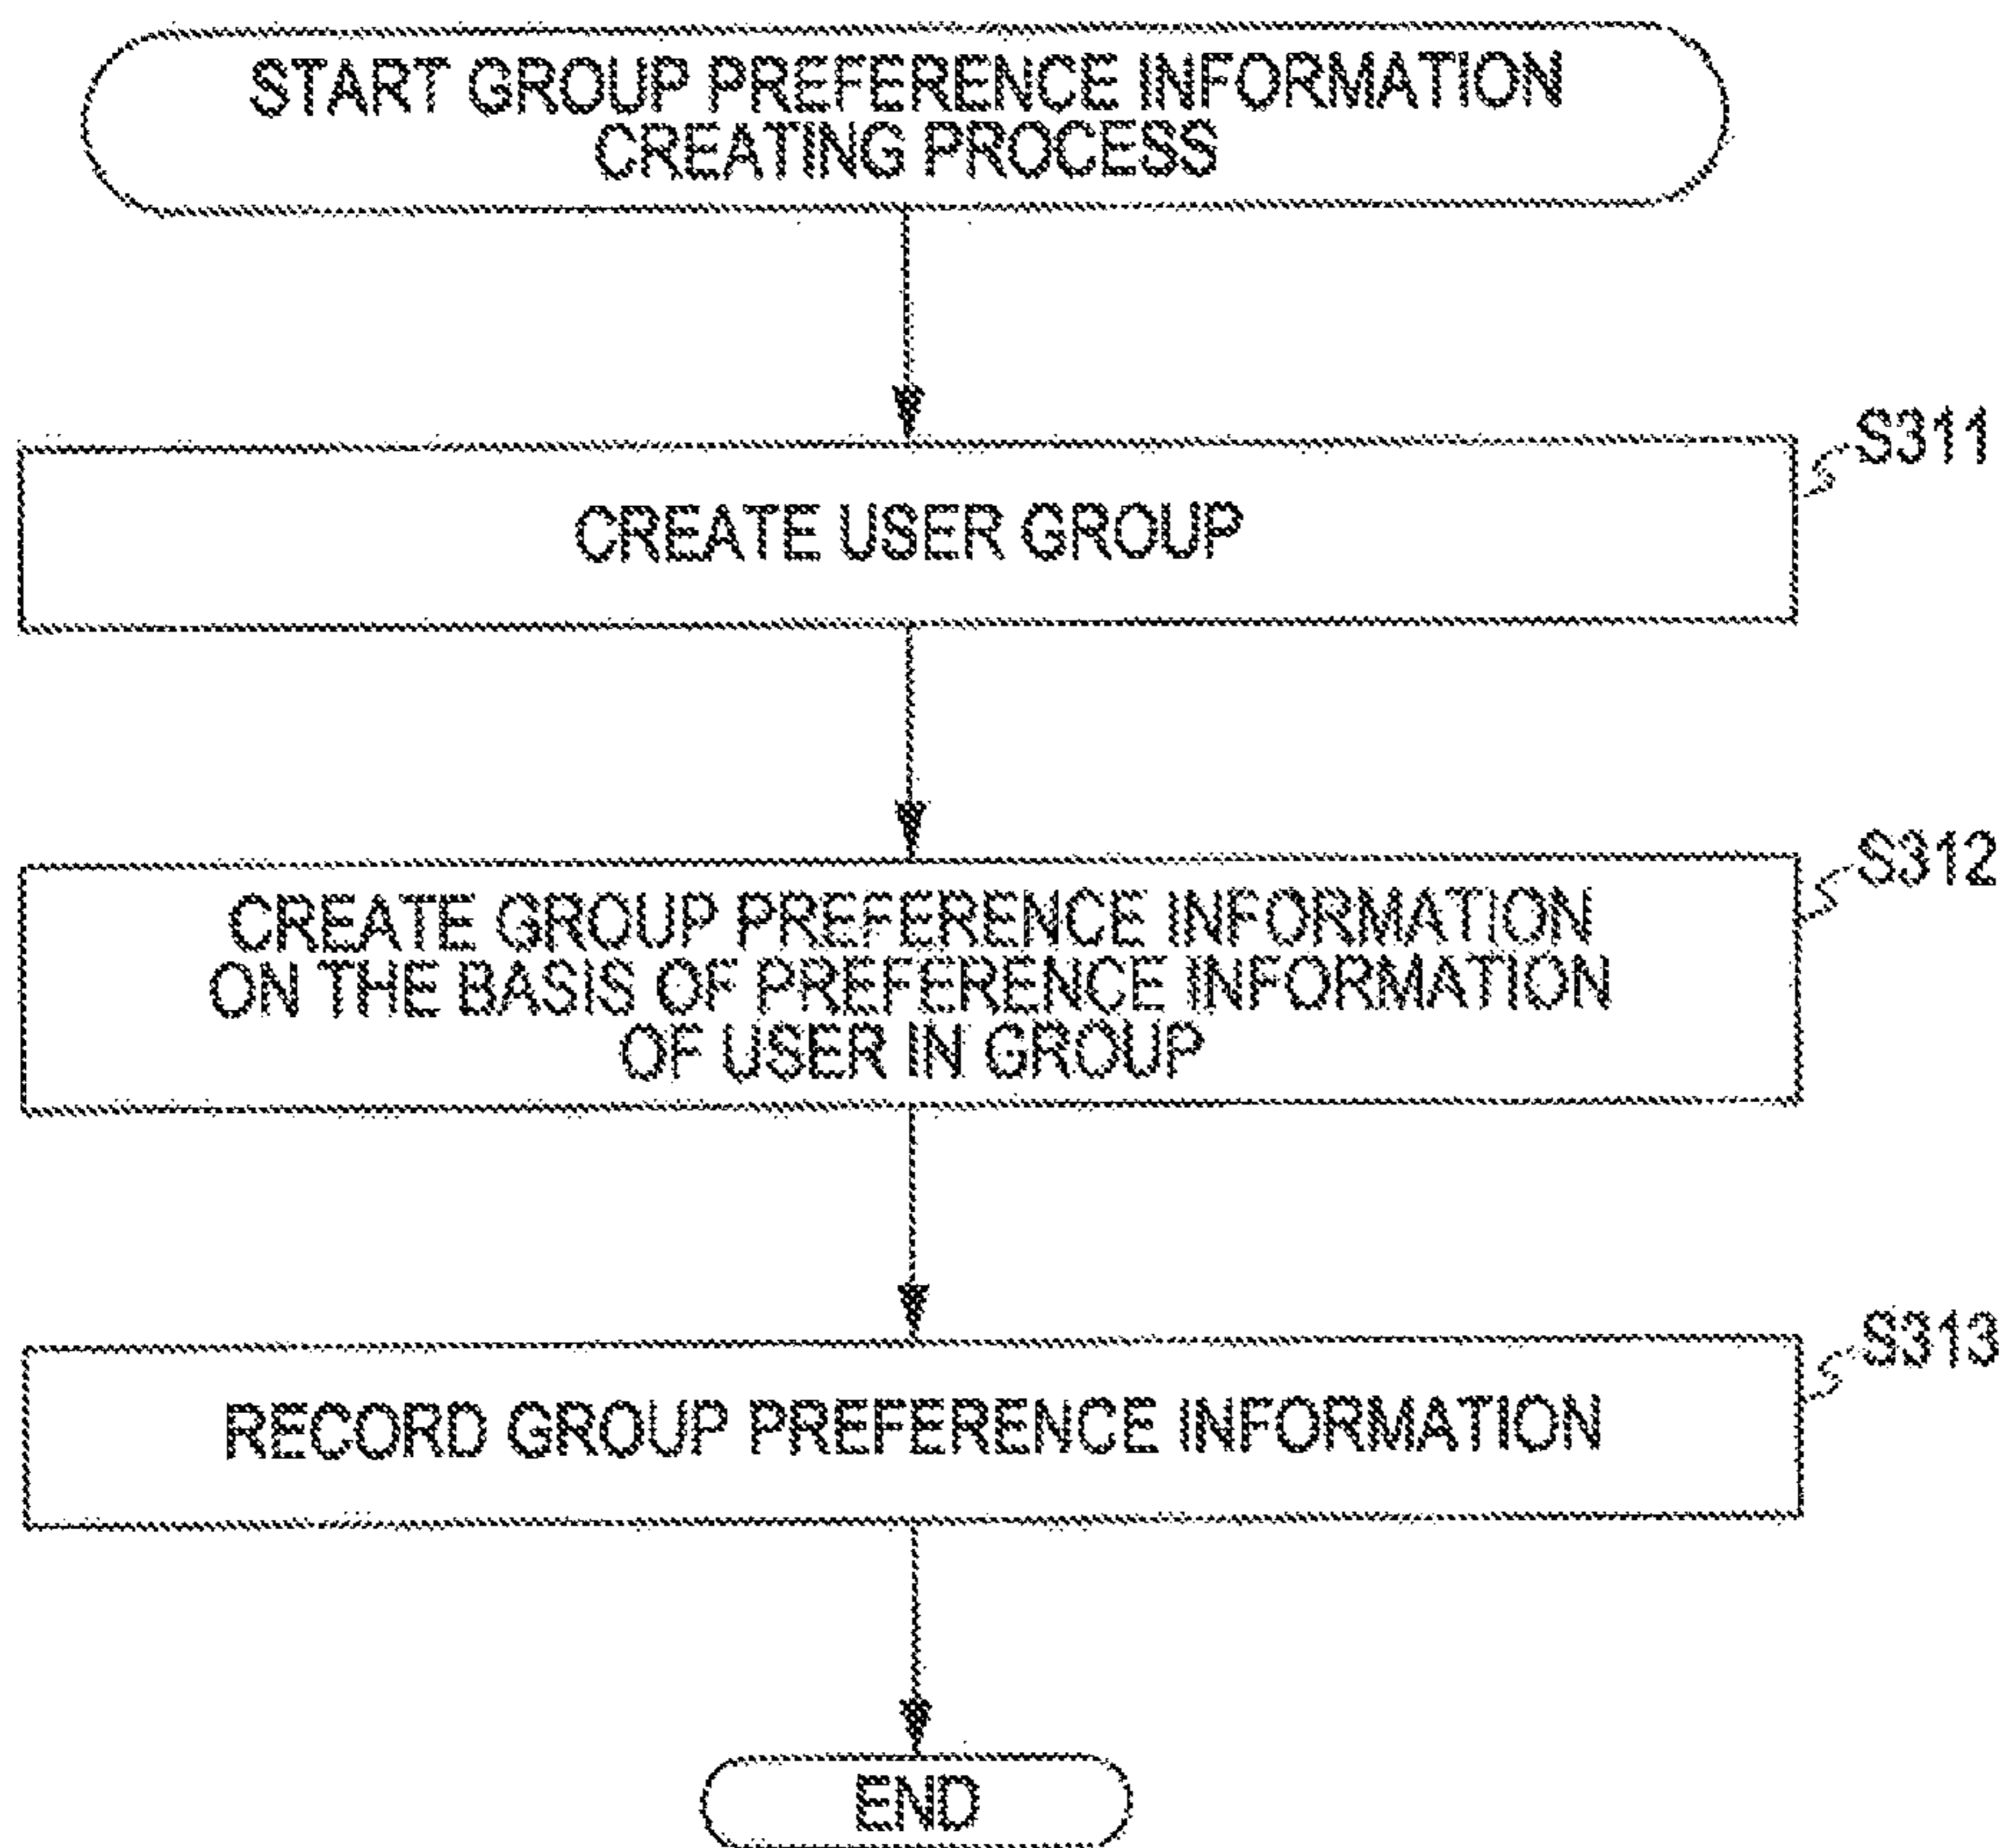 START GROUP PREFERENCE INFORMATION
CREATING PROCESS
S311
CREATE USER GROUP
S312
CREATE GROUP PREFERENCE INFORMATION
ON THE BASIS OF PREFERENCE INFORMATION
OF USER IN GROUP
S313
RECORD GROUP PREFERENCE INFORMATION
END